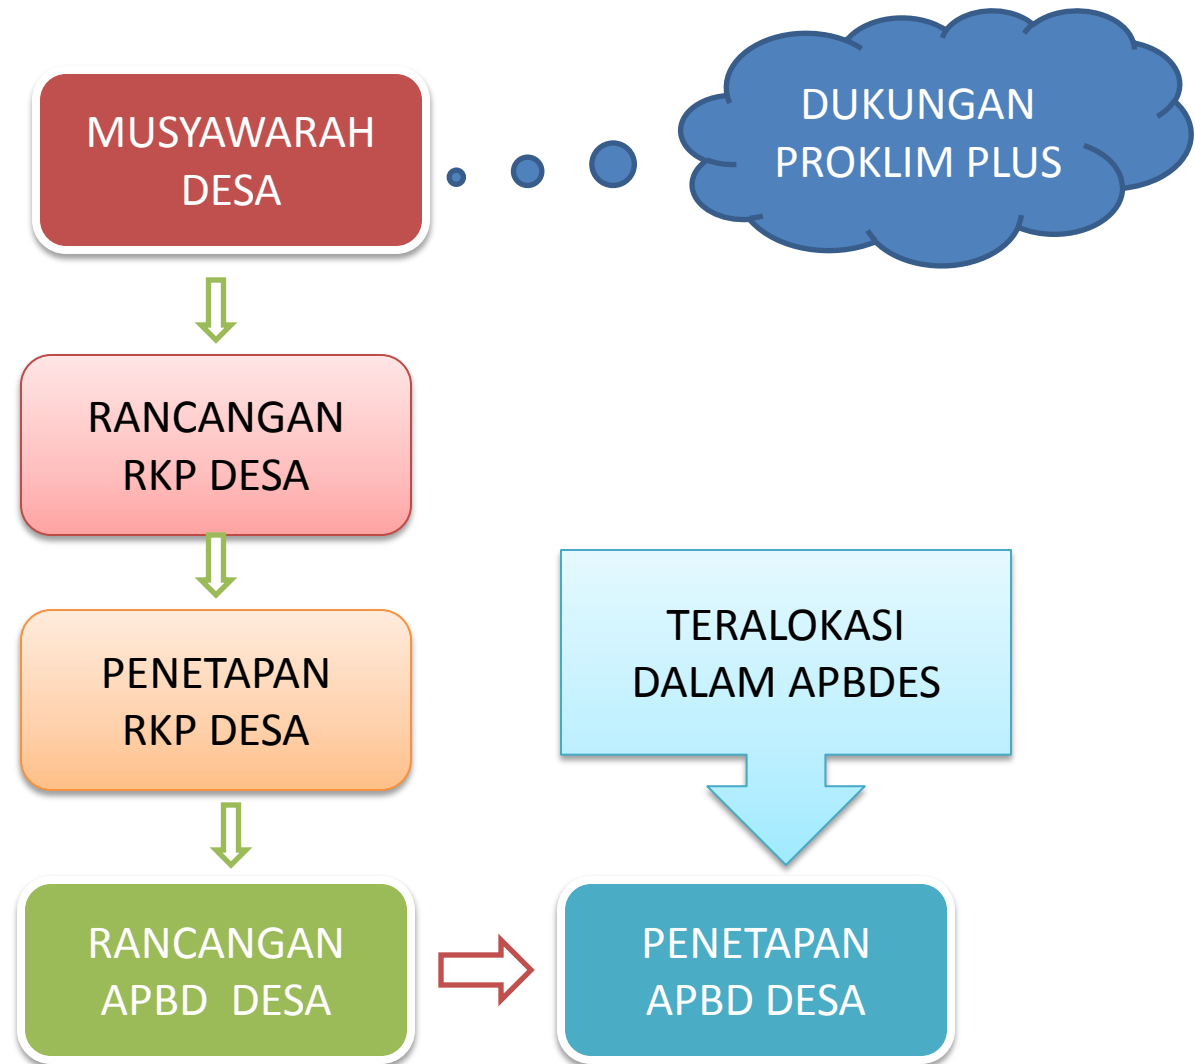 MUSYAWARAH
DESA
DUKUNGAN
PROKLIM PLUS
RANCANGAN
RKP DESA
PENETAPAN
RKP DESA
TERALOKASI
DALAM APBDES
RANCANGAN
APBD  DESA
PENETAPAN
APBD DESA